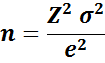 n = Z² σ² / e²